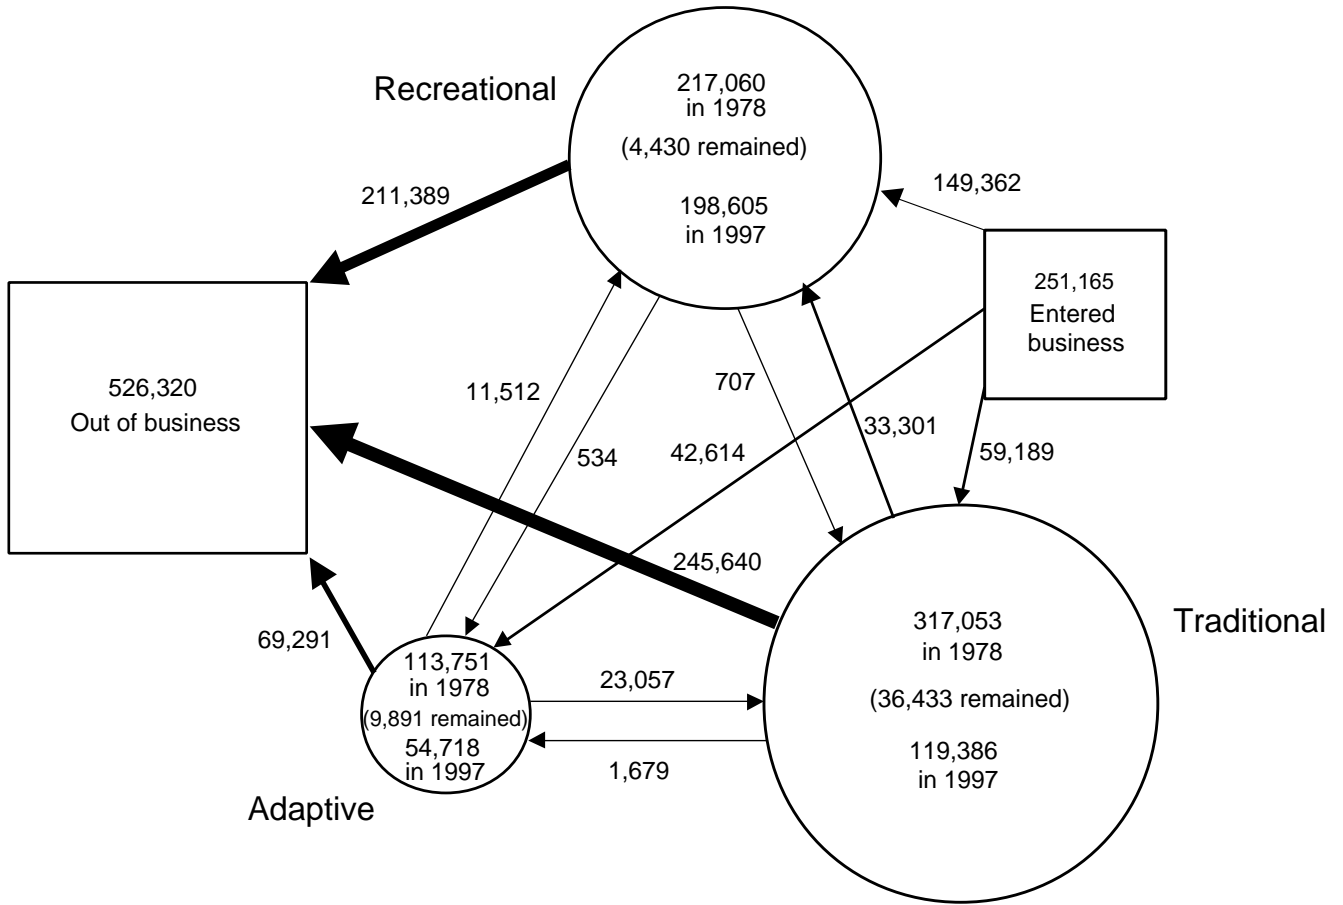 Recreational
217,060
in 1978
(4,430 remained)
198,605
in 1997
211,389
149,362
251,165
Entered
business
526,320
Out of business
11,512
534
707
42,614
33,301
59,189
245,640
69,291
113,751
in 1978
(9,891 remained)
54,718
in 1997
23,057
1,679
Adaptive
317,053
in 1978
(36,433 remained)
119,386
in 1997
Traditional